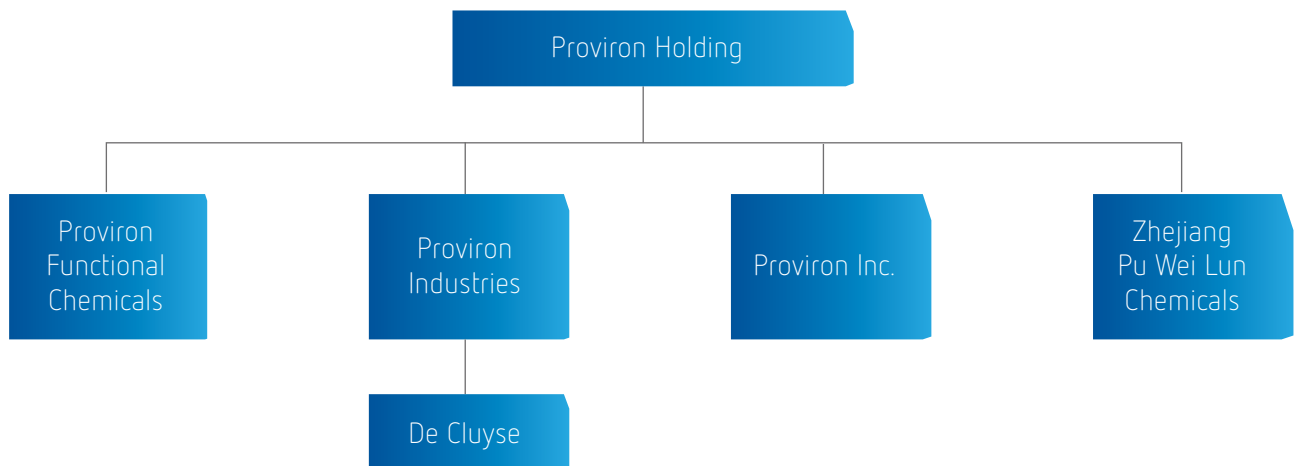 Proviron Holding
Proviron
Functional
Chemicals
Proviron
Industries
Proviron Inc.
Zhejiang
Pu Wei Lun
Chemicals
De Cluyse